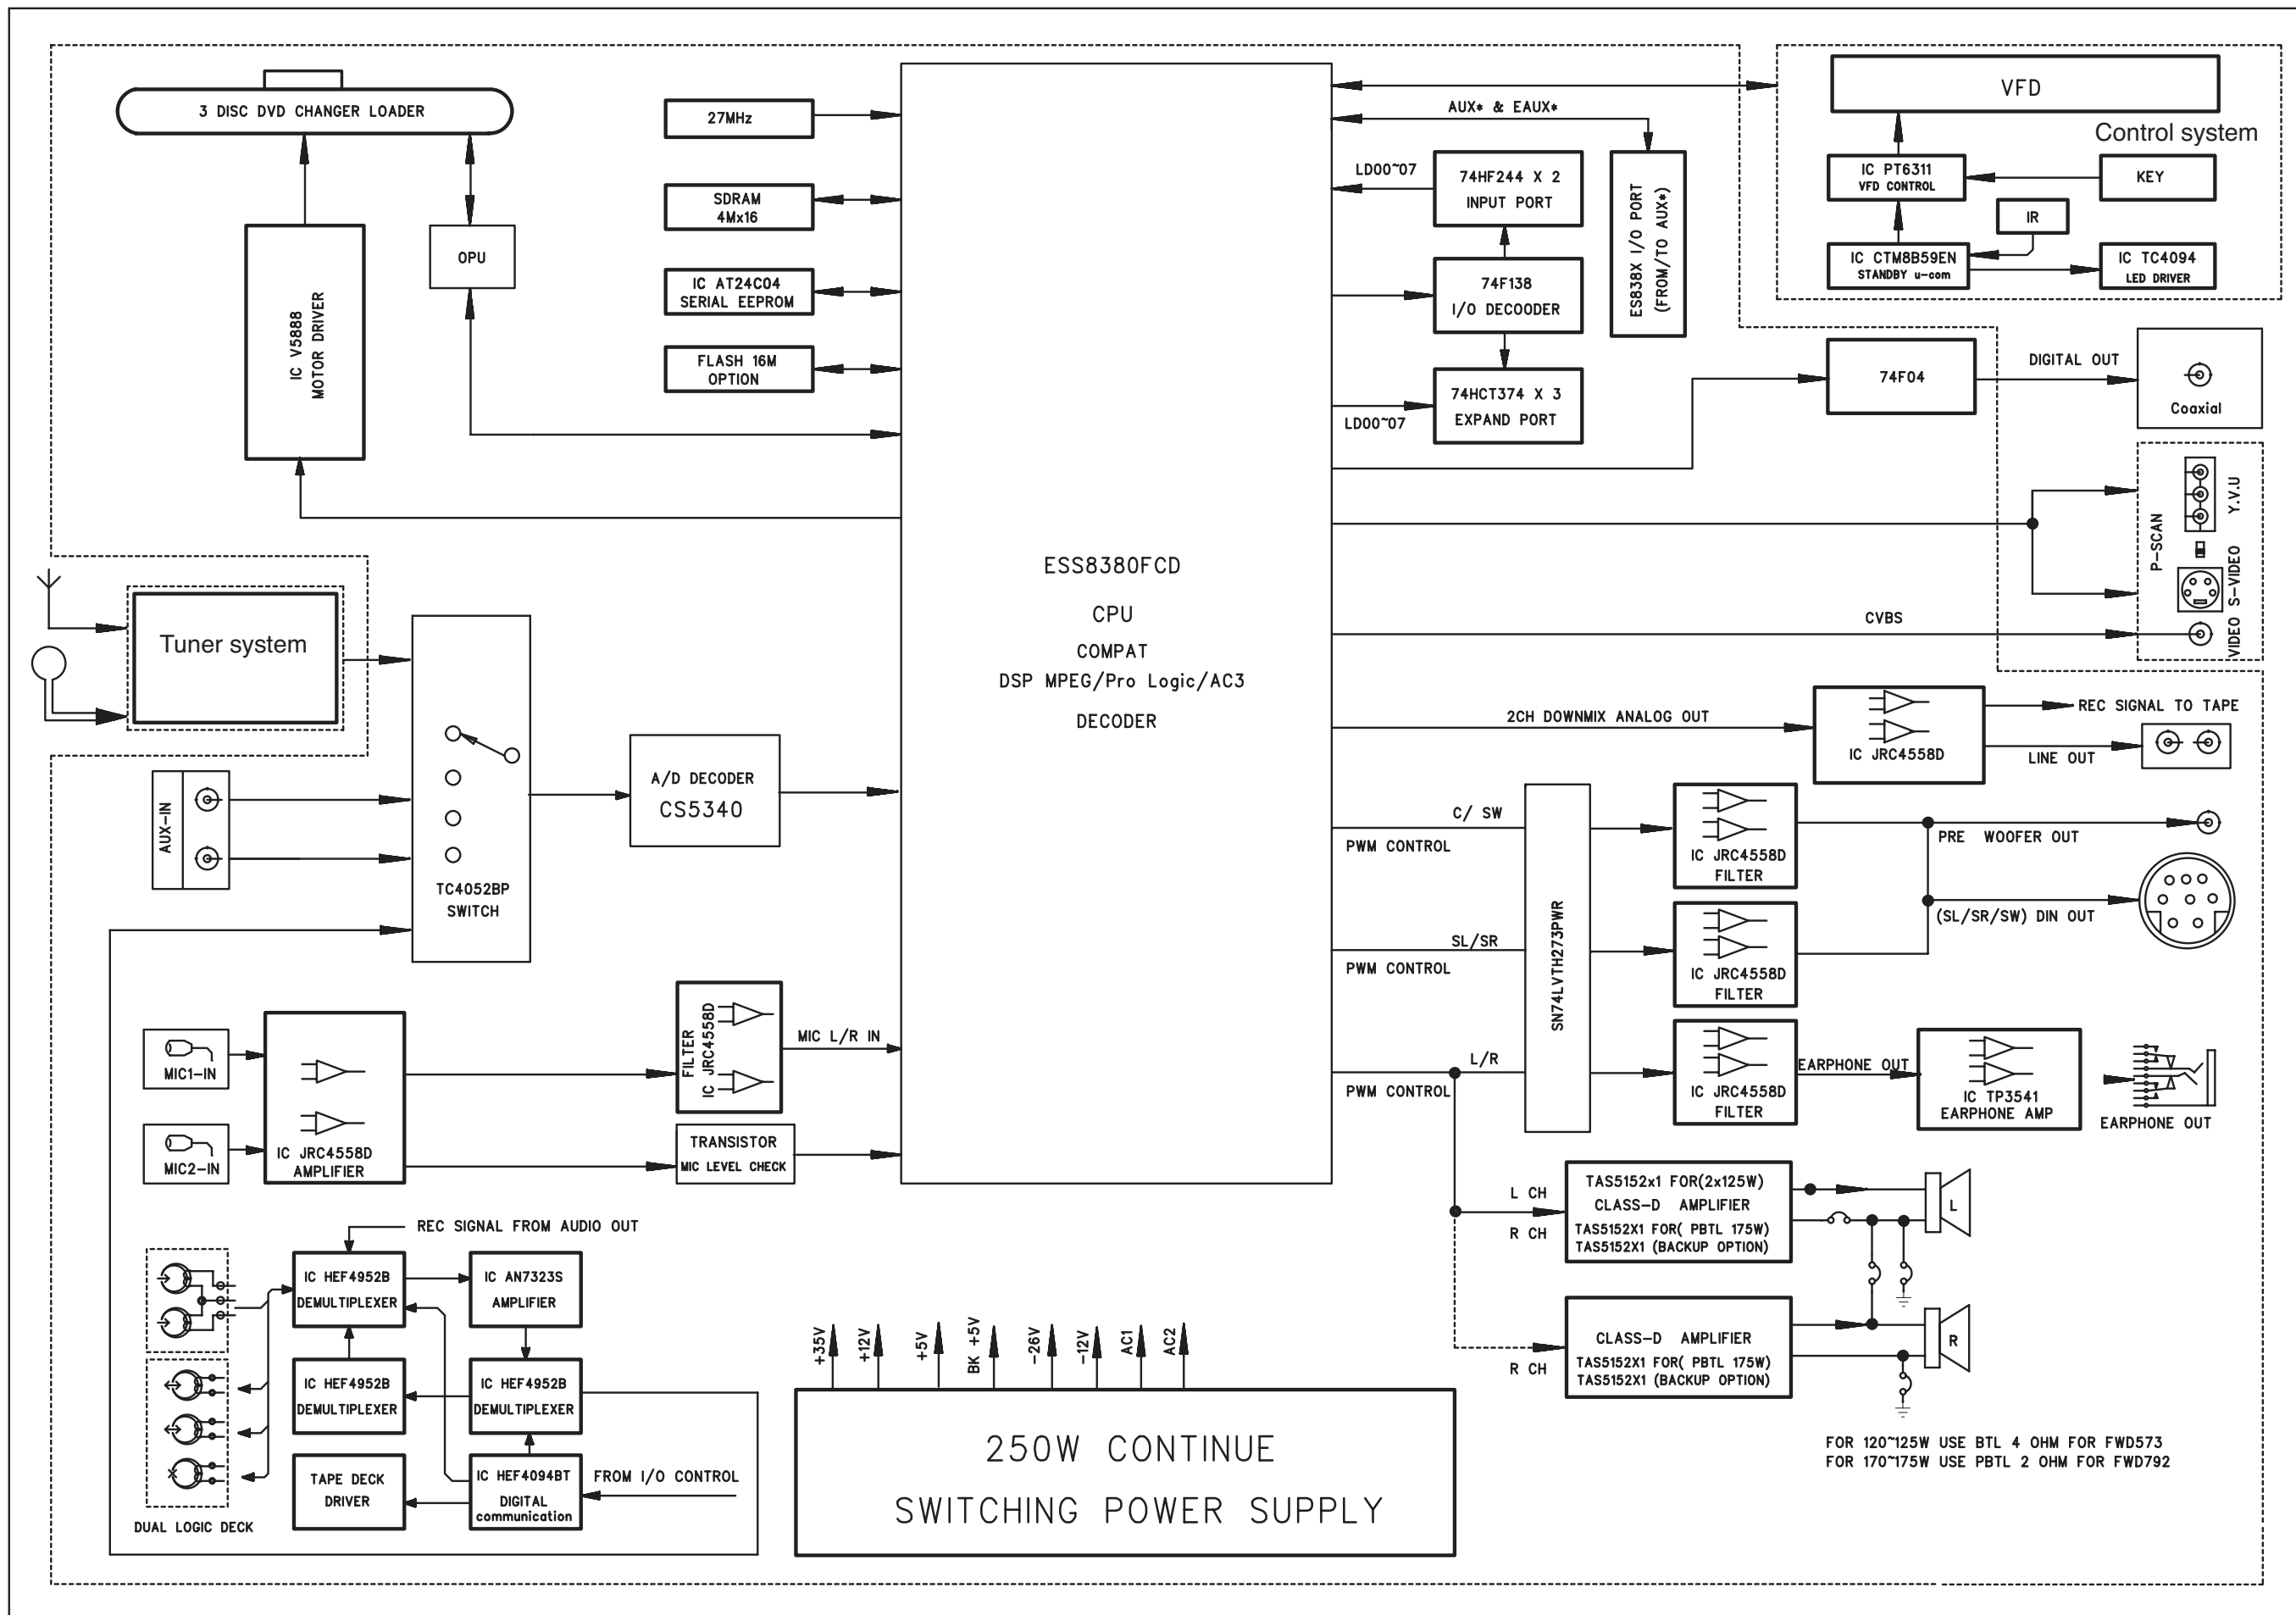 3 DISC DVD CHANGER LOADER
IC V5888
MOTOR DRIVER
OPU
27MHz
SDRAM
4Mx16
IC AT24C04
SERIAL EEPROM
FLASH 16M
OPTION
ESS8380FCD
CPU
COMPAT
DSP MPEG/Pro Logic/AC3
DECODER
AUX* & EAUX*
LD00~07
74HF244 X 2
INPUT PORT
74F138
I/O DECOODER
74HCT374 X 3
EXPAND PORT
LD00~07
ES838X I/O PORT
(FROM/TO AUX*)
VFD
Control system
IC PT6311
VFD CONTROL
KEY
IR
IC CTM8B59EN
STANDBY u-com
IC TC4094
LED DRIVER
74F04
DIGITAL OUT
Coaxial
P-SCAN
Y.V.U
S-VIDEO
VIDEO
CVBS
Tuner system
AUX-IN
TC4052BP
SWITCH
A/D DECODER
CS5340
2CH DOWNMIX ANALOG OUT
IC JRC4558D
REC SIGNAL TO TAPE
LINE OUT
C/ SW
PWM CONTROL
SL/SR
PWM CONTROL
L/R
PWM CONTROL
SN74LVTH273PWR
IC JRC4558D
FILTER
IC JRC4558D
FILTER
IC JRC4558D
FILTER
PRE WOOFER OUT
(SL/SR/SW) DIN OUT
EARPHONE OUT
IC TP3541
EARPHONE AMP
EARPHONE OUT
MIC1-IN
MIC2-IN
IC JRC4558D
AMPLIFIER
FILTER
IC JRC4558D
MIC L/R IN
TRANSISTOR
MIC LEVEL CHECK
L CH
R CH
TAS5152x1 FOR(2x125W)
CLASS-D AMPLIFIER
TAS5152X1 FOR( PBTL 175W)
TAS5152X1 (BACKUP OPTION)
L
R CH
CLASS-D AMPLIFIER
TAS5152X1 FOR( PBTL 175W)
TAS5152X1 (BACKUP OPTION)
R
REC SIGNAL FROM AUDIO OUT
IC HEF4952B
DEMULTIPLEXER
IC AN7323S
AMPLIFIER
IC HEF4952B
DEMULTIPLEXER
IC HEF4952B
DEMULTIPLEXER
TAPE DECK
DRIVER
IC HEF4094BT
DIGITAL
communication
FROM I/O CONTROL
DUAL LOGIC DECK
+35V
+12V
+5V
BK +5V
-26V
-12V
AC1
AC2
250W CONTINUE
SWITCHING POWER SUPPLY
FOR 120~125W USE BTL 4 OHM FOR FWD573
FOR 170~175W USE PBTL 2 OHM FOR FWD792